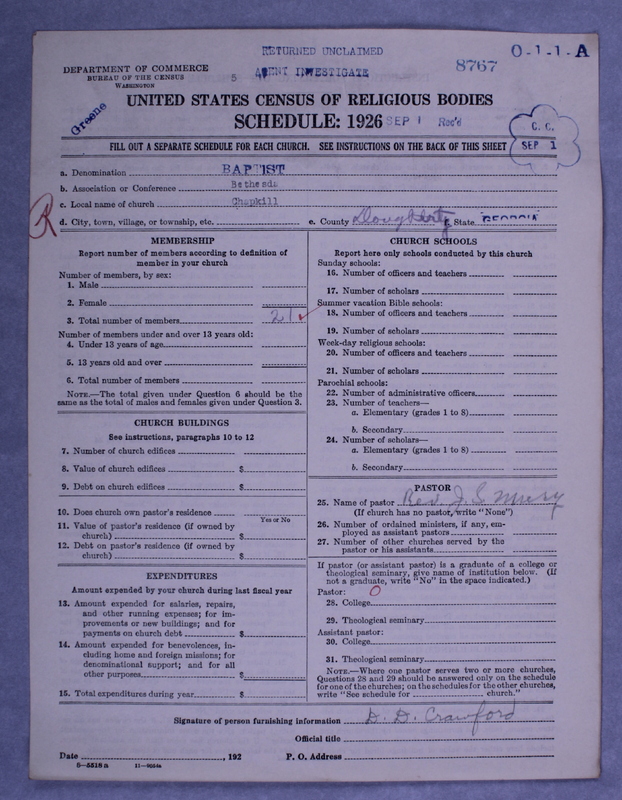 RETURNED UNCLAIMED
DEPARTMENT OF COMMERCE
BUREAU OF THE CENSUS
WASHINGTON
5
AGENT INVESTIGATE
8767
0-1-1-A
Greene
UNITED STATES CENSUS OF RELIGIOUS BODIES
SCHEDULE: 1926
SEP 1 Rec'd
C. C.
SEP 1
FILL OUT A SEPARATE SCHEDULE FOR EACH CHURCH. SEE INSTRUCTIONS ON THE BACK OF THIS SHEET
a. Denomination BAPTIST
b. Association or Conference Bethesda
c. Local name of church Chapkill
R
d. City, town, village, or township, etc. e. County Dougherty f. State GEORGIA
MEMBERSHIP
Report number of members according to definition of
member in your church
Number of members, by sex:
1. Male
2. Female
3. Total number of members 21
Number of members under and over 13 years old:
4. Under 13 years of age
5. 13 years old and over
6. Total number of members
NOTE.—The total given under Question 6 should be the
same as the total of males and females given under Question 3.
CHURCH BUILDINGS
See instructions, paragraphs 10 to 12
7. Number of church edifices
8. Value of church edifices $
9. Debt on church edifices $
10. Does church own pastor's residence
Yes or No
11. Value of pastor's residence (if owned by
church) $
12. Debt on pastor's residence (if owned by
church) $
EXPENDITURES
Amount expended by your church during last fiscal year
13. Amount expended for salaries, repairs,
and other running expenses; for im-
provements or new buildings; and for
payments on church debt $
14. Amount expended for benevolences, in-
cluding home and foreign missions; for
denominational support; and for all
other purposes $
15. Total expenditures during year $
CHURCH SCHOOLS
Report here only schools conducted by this church
Sunday schools:
16. Number of officers and teachers
17. Number of scholars
Summer vacation Bible schools:
18. Number of officers and teachers
19. Number of scholars
Week-day religious schools:
20. Number of officers and teachers
21. Number of scholars
Parochial schools:
22. Number of administrative officers
23. Number of teachers—
a. Elementary (grades 1 to 8)
b. Secondary
24. Number of scholars—
a. Elementary (grades 1 to 8)
b. Secondary
PASTOR
25. Name of pastor Rev. J. S.
(If church has no pastor, write "None")
26. Number of ordained ministers, if any, em-
ployed as assistant pastors
27. Number of other churches served by the
pastor or his assistants
If pastor (or assistant pastor) is a graduate of a college or
theological seminary, give name of institution below. (If
not a graduate, write "No" in the space indicated.)
Pastor: O
28. College
29. Theological seminary
Assistant pastor:
30. College
31. Theological seminary
NOTE.—Where one pastor serves two or more churches,
Questions 28 and 29 should be answered only on the schedule
for one of the churches; on the schedules for the other churches,
write "See schedule for church."
Signature of person furnishing information D. D. Crawford
Official title
Date , 192 P. O. Address